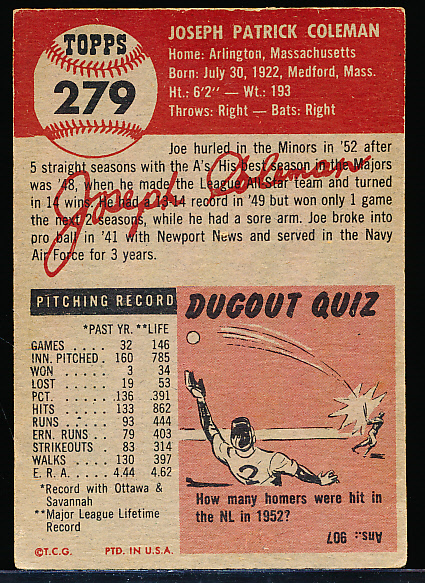 TOPPS
279
JOSEPH PATRICK COLEMAN
Home: Arlington, Massachusetts
Born: July 30, 1922, Medford, Mass.
Ht.: 6'2" — Wt.: 193
Throws: Right — Bats: Right
Joe hurled in the Minors in '52 after
5 straight seasons with the A's. His best season in the Majors
was '48, when he made the League All-Star team and turned
in 14 wins. He had a 13-14 record in '49 but won only 1 game
the next 2 seasons, while he had a sore arm. Joe broke into
pro ball in '41 with Newport News and served in the Navy
Air Force for 3 years.
Joseph Coleman
PITCHING RECORD
*PAST YR. **LIFE
GAMES 32 146
INN. PITCHED 160 785
WON 3 34
LOST 19 53
PCT. .136 .391
HITS 133 862
RUNS 93 444
ERN. RUNS 79 403
STRIKEOUTS 83 314
WALKS 130 397
E. R. A. 4.44 4.62
*Record with Ottawa &
Savannah
**Major League Lifetime
Record
©T.C.G. PTD. IN U.S.A.
DUGOUT QUIZ
2
How many homers were hit in
the NL in 1952?
Ans.: 907